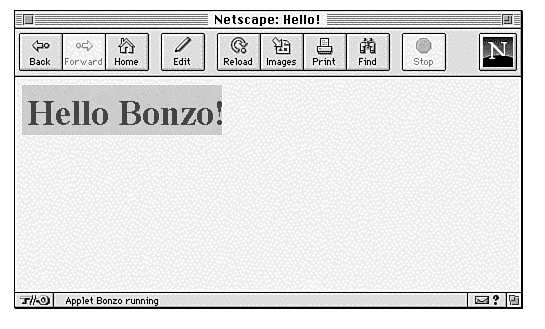 Netscape: Hello!
Back Forward Home Edit Reload Images Print Find Stop N
Hello Bonzo!
Applet Bonzo running ?